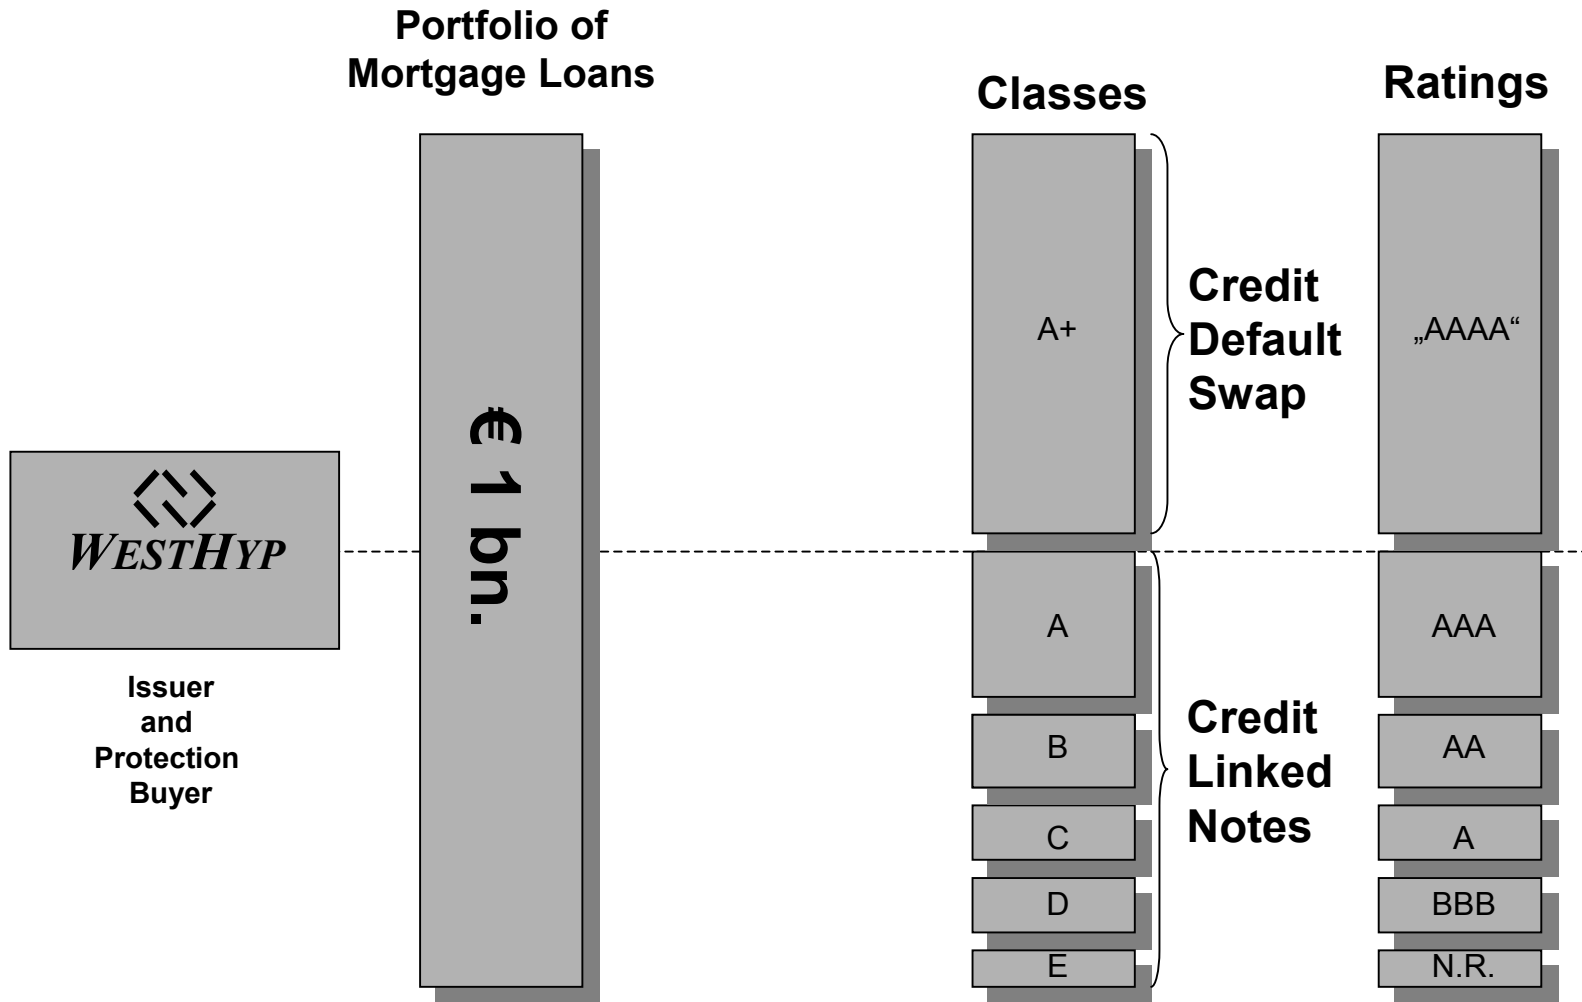 Portfolio of
Mortgage Loans
Classes
Ratings
€ 1 bn.
A+
Credit
Default
Swap
„AAAA“
WESTHYP
Issuer
and
Protection
Buyer
A
B
C
D
E
Credit
Linked
Notes
AAA
AA
A
BBB
N.R.